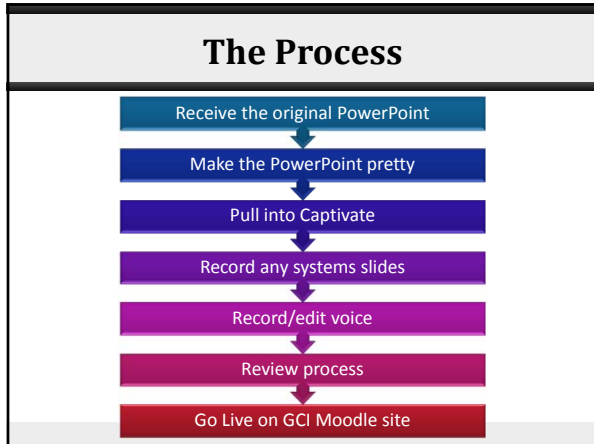 The Process
Receive the original PowerPoint
Make the PowerPoint pretty
Pull into Captivate
Record any systems slides
Record/edit voice
Review process
Go Live on GCI Moodle site